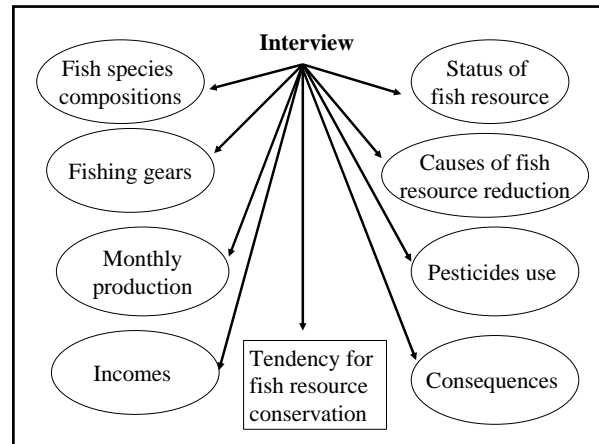 Interview
Fish species
compositions
Fishing gears
Monthly
production
Incomes
Tendency for
fish resource
conservation
Status of
fish resource
Causes of fish
resource reduction
Pesticides use
Consequences